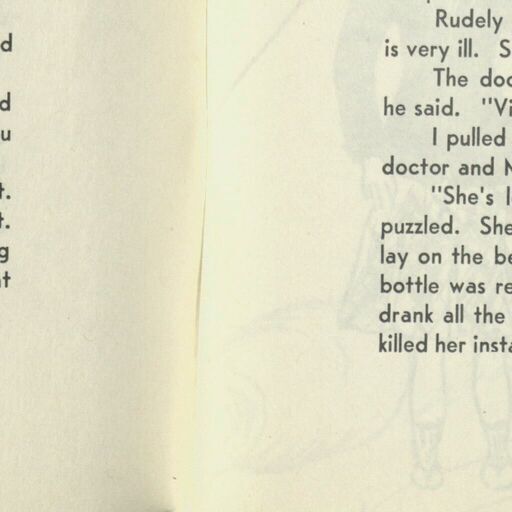 d
d
u
t.
t.
g
t
Rudely
is very ill. S
The doc
he said. "Vi
I pulled
doctor and M
"She's l
puzzled. She
lay on the be
bottle was re
drank all the
killed her insta